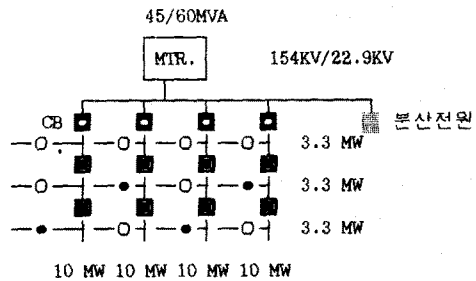 45/60MVA
MTR.
154KV/22.9KV
CB
분산전원
3.3 MW
3.3 MW
3.3 MW
10 MW 10 MW 10 MW 10 MW